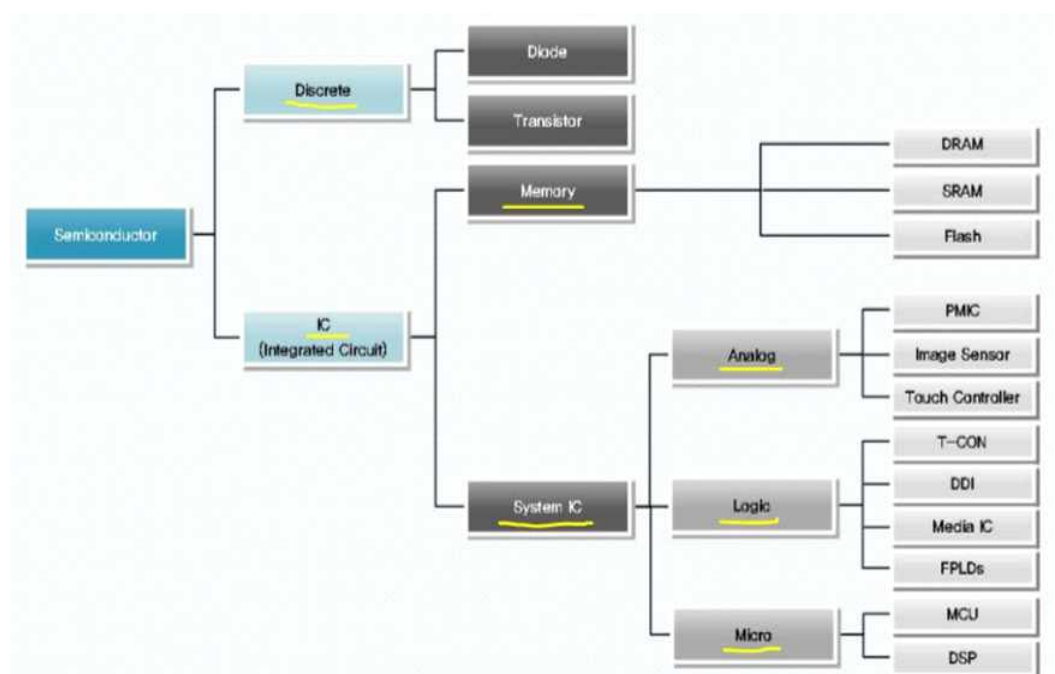 Semiconductor
Discrete
Diode
Transistor
IC
(Integrated Circuit)
Memory
DRAM
SRAM
Flash
System IC
Analog
PMIC
Image Sensor
Touch Controller
Logic
T-CON
DDI
Media IC
FPLDs
Micro
MCU
DSP